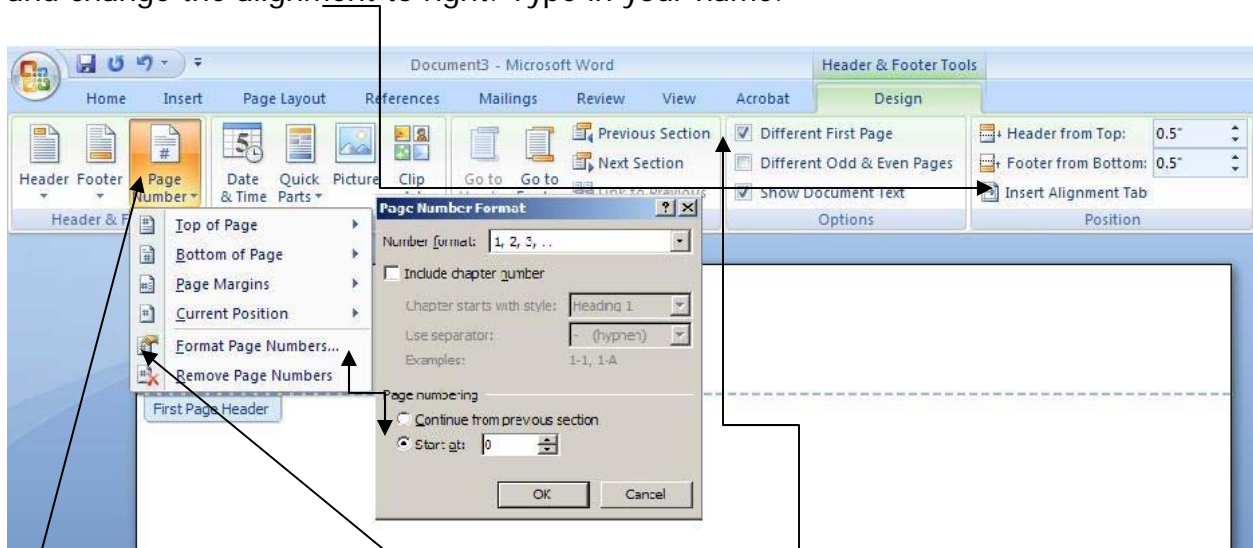 and change the alignment to right. Type in your name.
Document3 - Microsoft Word
Header & Footer Tools
Home Insert Page Layout References Mailings Review View Acrobat Design
Header
Footer
Page Number
Date & Time
Quick Parts
Picture
Clip
Go to
Go to
Previous Section
Next Section
Link to Previous
Different First Page
Different Odd & Even Pages
Show Document Text
Header from Top: 0.5"
Footer from Bottom: 0.5"
Insert Alignment Tab
Header & F
Options
Position
Top of Page
Bottom of Page
Page Margins
Current Position
Format Page Numbers...
Remove Page Numbers
First Page Header
Page Number Format
Number format: 1, 2, 3, ..
Include chapter number
Chapter starts with style: Heading 1
Use separator: - (hyphen)
Examples: 1-1, 1-A
Page numbering
Continue from previous section
Start at: 0
OK
Cancel